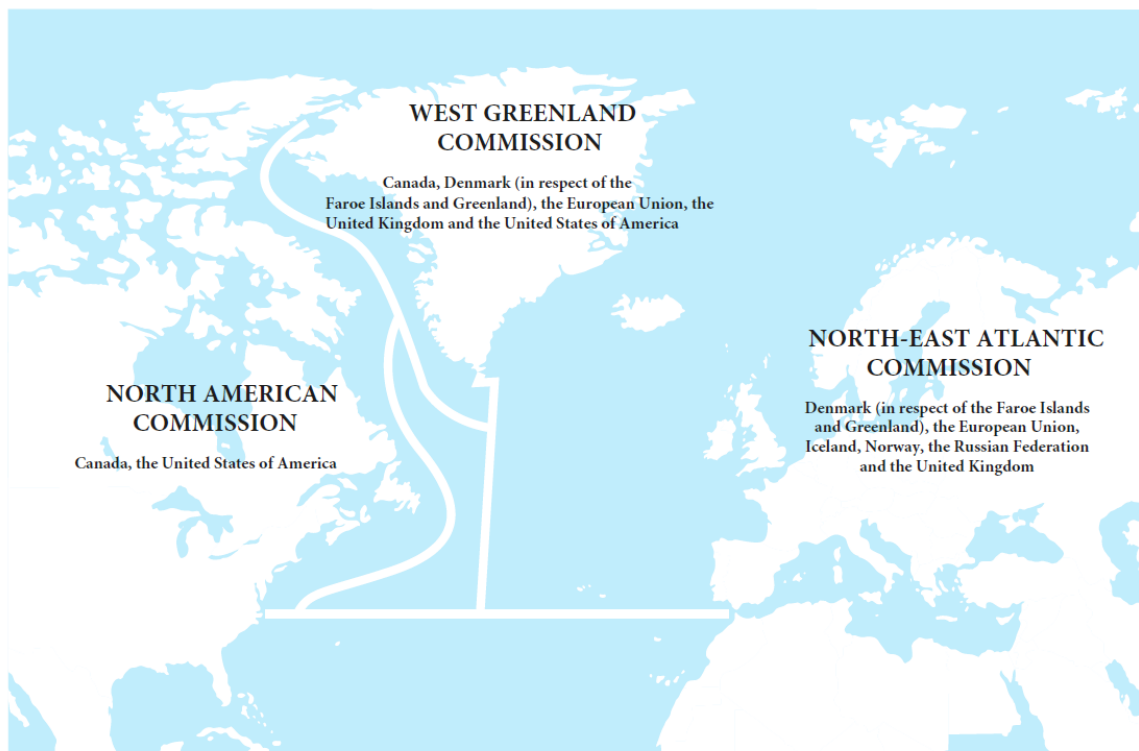 WEST GREENLAND
COMMISSION
Canada, Denmark (in respect of the
Faroe Islands and Greenland), the European Union, the
United Kingdom and the United States of America
NORTH-EAST ATLANTIC
COMMISSION
Denmark (in respect of the Faroe Islands
and Greenland), the European Union,
Iceland, Norway, the Russian Federation
and the United Kingdom
NORTH AMERICAN
COMMISSION
Canada, the United States of America